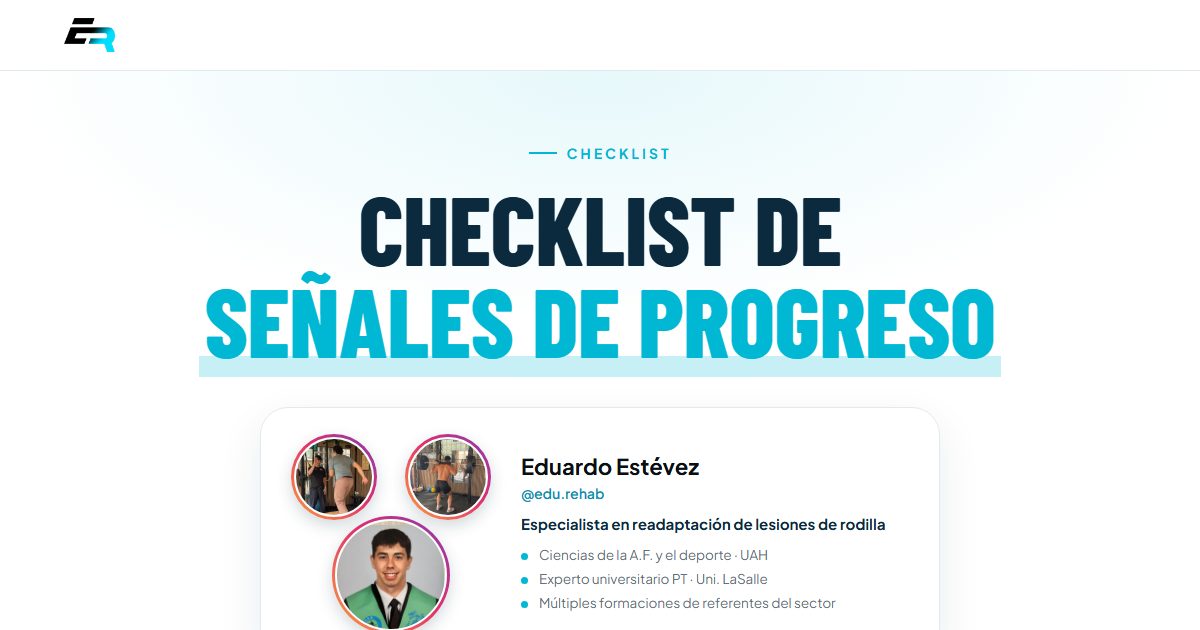 ER
CHECKLIST
CHECKLIST DE
SEÑALES DE PROGRESO
Eduardo Estévez
@edu.rehab
Especialista en readaptación de lesiones de rodilla
Ciencias de la A.F. y el deporte · UAH
Experto universitario PT · Uni. LaSalle
Múltiples formaciones de referentes del sector